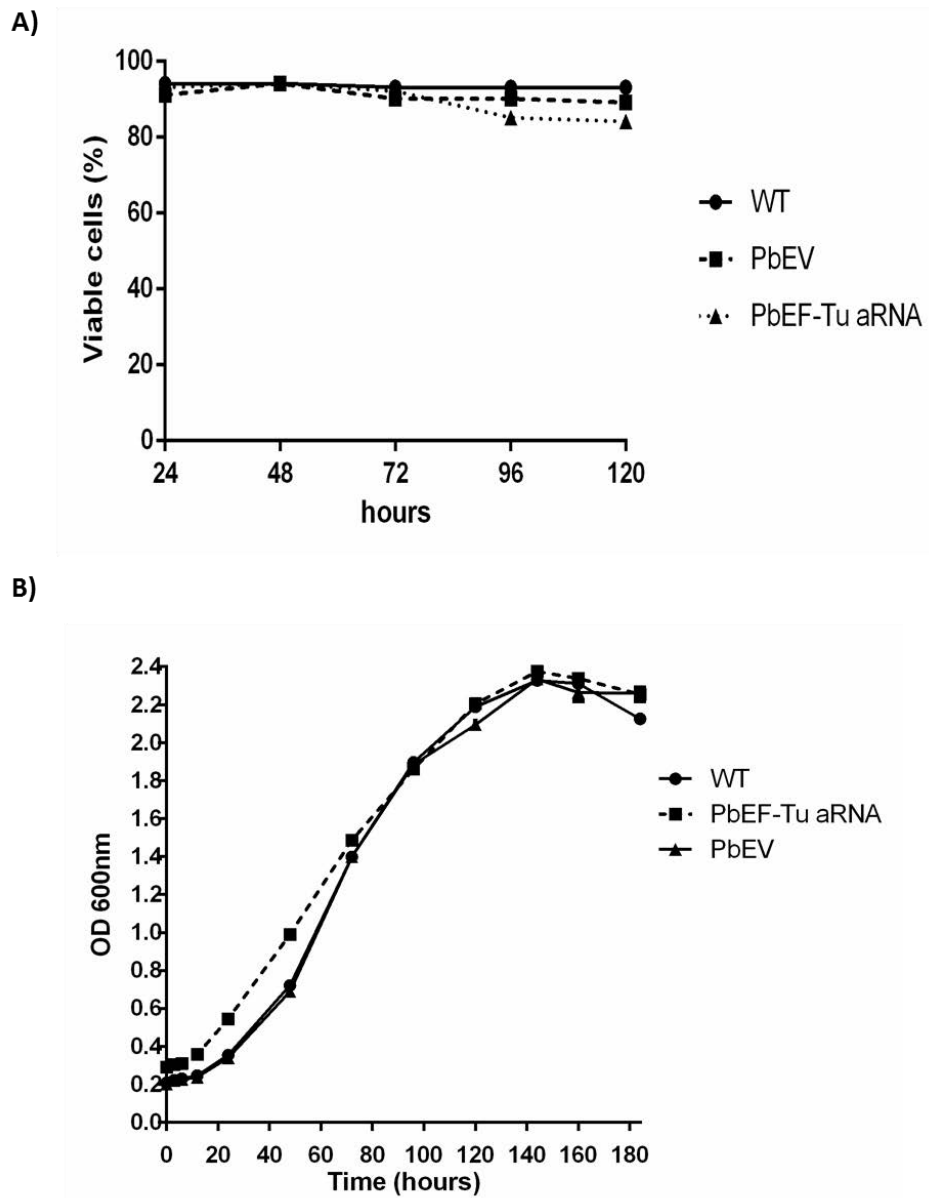 A)
100
80
60
40
20
0
Viable cells (%)
24 48 72 96 120
hours
WT
PbEV
PbEF-Tu aRNA
B)
2.4
2.2
2.0
1.8
1.6
1.4
1.2
1.0
0.8
0.6
0.4
0.2
0.0
OD 600nm
0 20 40 60 80 100 120 140 160 180
Time (hours)
WT
PbEF-Tu aRNA
PbEV